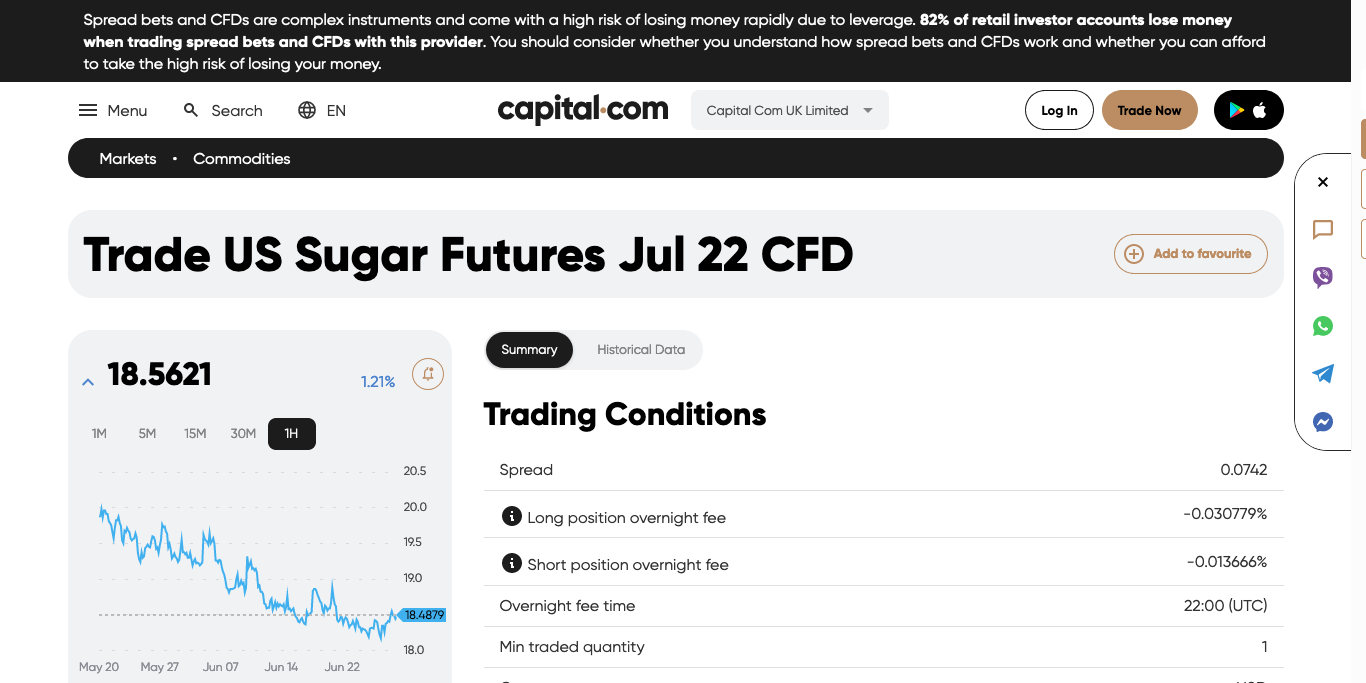 Spread bets and CFDs are complex instruments and come with a high risk of losing money rapidly due to leverage. 82% of retail investor accounts lose money
when trading spread bets and CFDs with this provider. You should consider whether you understand how spread bets and CFDs work and whether you can afford
to take the high risk of losing your money.
Menu Search EN capital.com Capital Com UK Limited Log In Trade Now
Markets • Commodities
Trade US Sugar Futures Jul 22 CFD Add to favourite
18.5621 1.21%
1M 5M 15M 30M 1H
20.5
20.0
19.5
19.0
18.4879
18.0
May 20 May 27 Jun 07 Jun 14 Jun 22
Summary Historical Data
Trading Conditions
Spread 0.0742
Long position overnight fee -0.030779%
Short position overnight fee -0.013666%
Overnight fee time 22:00 (UTC)
Min traded quantity 1